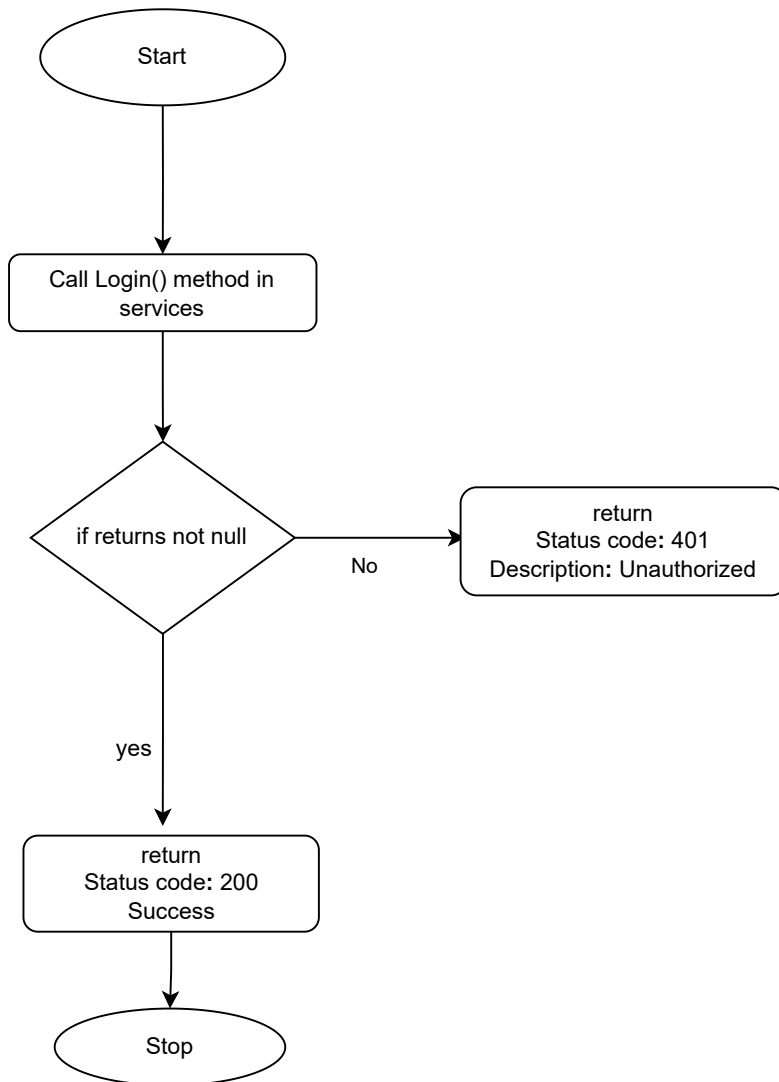 Start
Call Login() method in
services
if returns not null
No
return
Status code: 401
Description: Unauthorized
yes
return
Status code: 200
Success
Stop